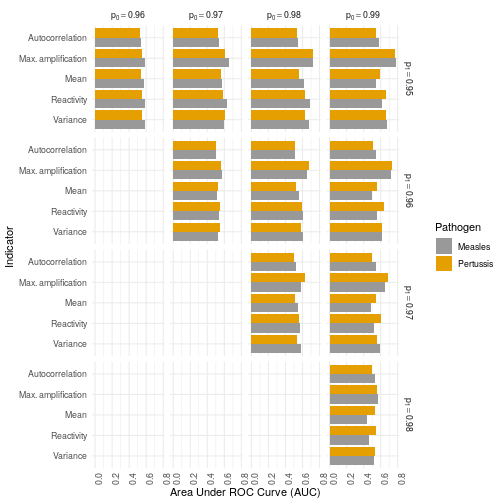 p₀ = 0.96 p₀ = 0.97 p₀ = 0.98 p₀ = 0.99
Autocorrelation
Max. amplification
Mean
Reactivity
Variance
p₁ = 0.95
Autocorrelation
Max. amplification
Mean
Reactivity
Variance
p₁ = 0.96
Autocorrelation
Max. amplification
Mean
Reactivity
Variance
p₁ = 0.97
Autocorrelation
Max. amplification
Mean
Reactivity
Variance
p₁ = 0.98
Indicator
0.0 0.2 0.4 0.6 0.8 0.0 0.2 0.4 0.6 0.8 0.0 0.2 0.4 0.6 0.8 0.0 0.2 0.4 0.6 0.8
Area Under ROC Curve (AUC)
Pathogen
Measles
Pertussis